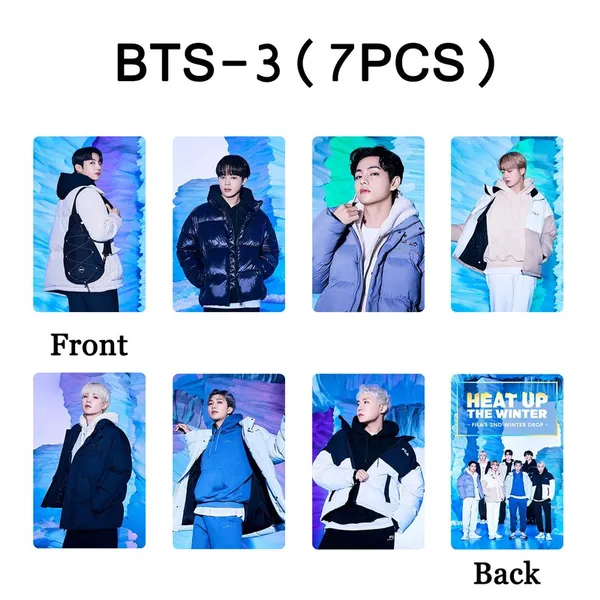 BTS-3(7PCS)
Front
HEAT UP
THE WINTER
- FILA'S 2ND WINTER DROP -
Back